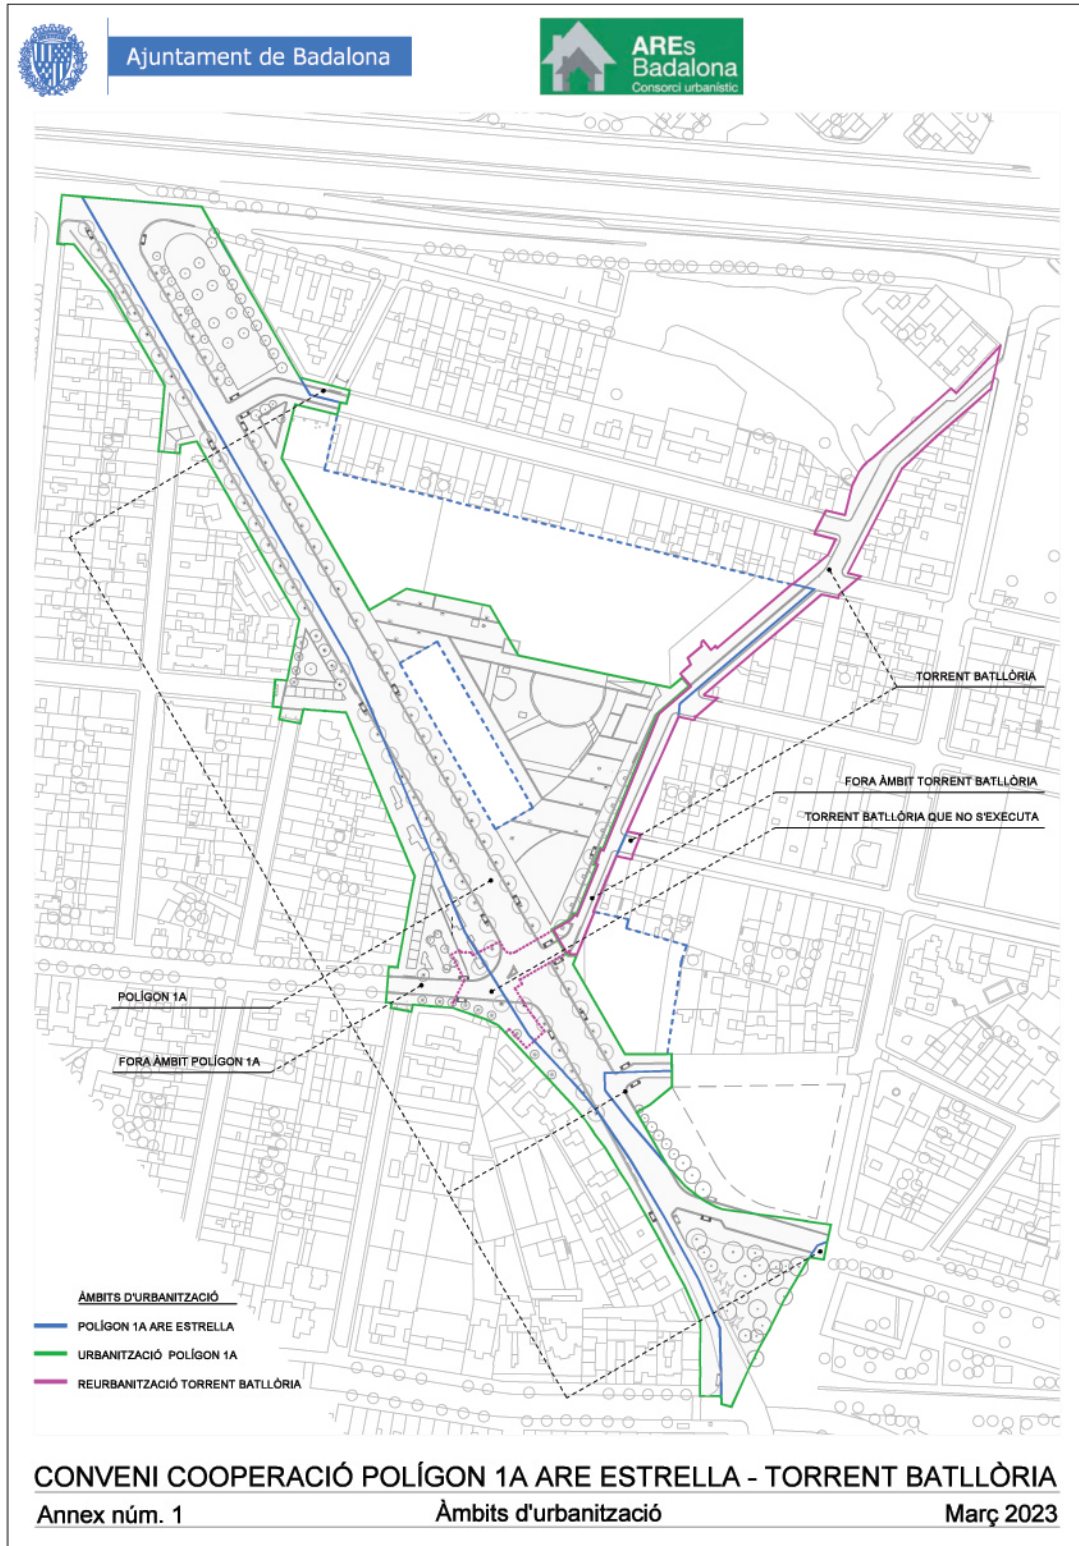 Ajuntament de Badalona
AREs
Badalona
Consorci urbanístic
TORRENT BATLLÒRIA
FORA ÀMBIT TORRENT BATLLÒRIA
TORRENT BATLLÒRIA QUE NO S'EXECUTA
POLÍGON 1A
FORA ÀMBIT POLÍGON 1A
ÀMBITS D'URBANITZACIÓ
POLÍGON 1A ARE ESTRELLA
URBANITZACIÓ POLÍGON 1A
REURBANITZACIÓ TORRENT BATLLÒRIA
CONVENI COOPERACIÓ POLÍGON 1A ARE ESTRELLA - TORRENT BATLLÒRIA
Annex núm. 1 Àmbits d'urbanització Març 2023